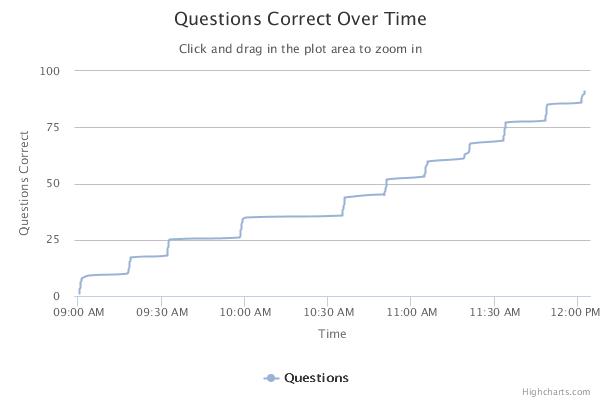 Questions Correct Over Time
Click and drag in the plot area to zoom in
Questions Correct
100
75
50
25
0
09:00 AM 09:30 AM 10:00 AM 10:30 AM 11:00 AM 11:30 AM 12:00 PM
Time
Questions
Highcharts.com